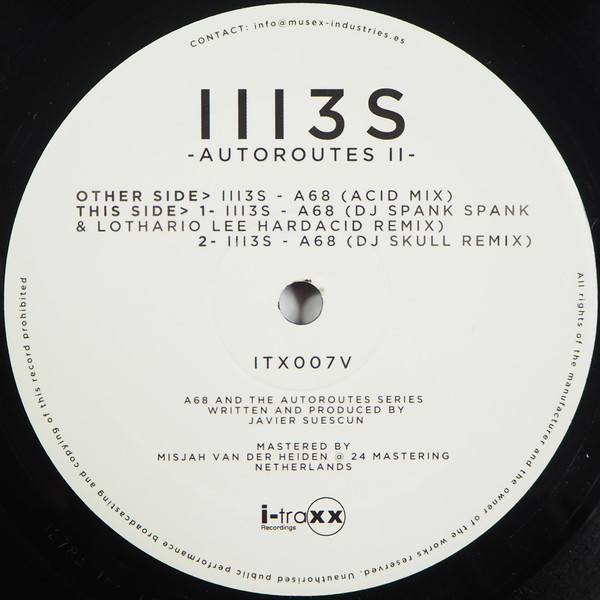 CONTACT: info@musex-industries.es
III3S
-AUTOROUTES II-
OTHER SIDE> III3S - A68 (ACID MIX)
THIS SIDE> 1- III3S - A68 (DJ SPANK SPANK
& LOTHARIO LEE HARDACID REMIX)
2- III3S - A68 (DJ SKULL REMIX)
ITX007V
A68 AND THE AUTOROUTES SERIES
WRITTEN AND PRODUCED BY
JAVIER SUESCUN
MASTERED BY
MISJAH VAN DER HEIDEN @ 24 MASTERING
NETHERLANDS
i-traxx
Recordings
All rights of the manufacturer and the owner of the works reserved. Unauthorised public performance broadcasting and copying of this record prohibited